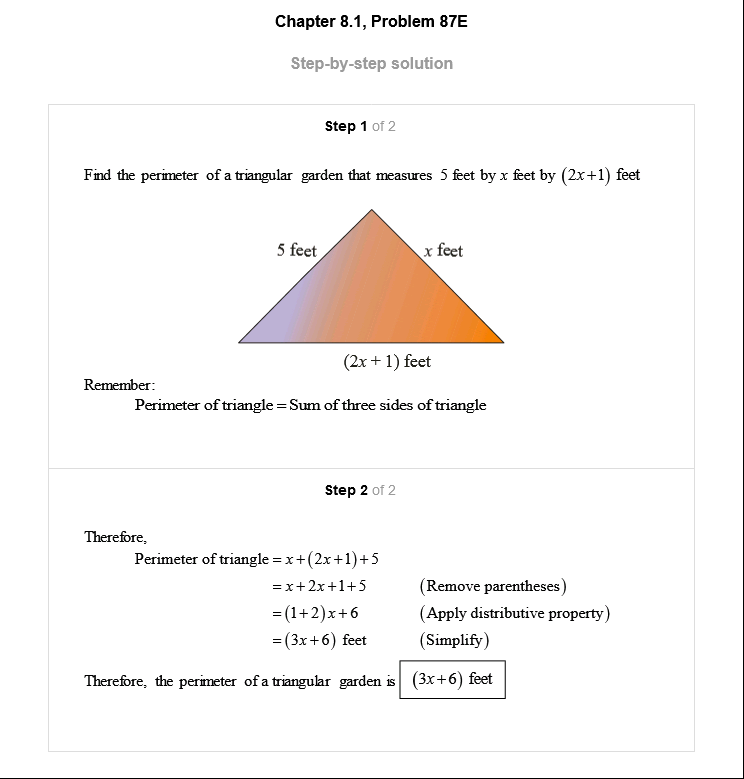 Chapter 8.1, Problem 87E
Step-by-step solution
Step 1 of 2
Find the perimeter of a triangular garden that measures 5 feet by x feet by (2x+1) feet
5 feet
x feet
(2x + 1) feet
Remember:
Perimeter of triangle = Sum of three sides of triangle
Step 2 of 2
Therefore,
Perimeter of triangle = x+(2x+1)+5
= x+2x+1+5 (Remove parentheses)
=(1+2)x+6 (Apply distributive property)
=(3x+6) feet (Simplify)
Therefore, the perimeter of a triangular garden is (3x+6) feet